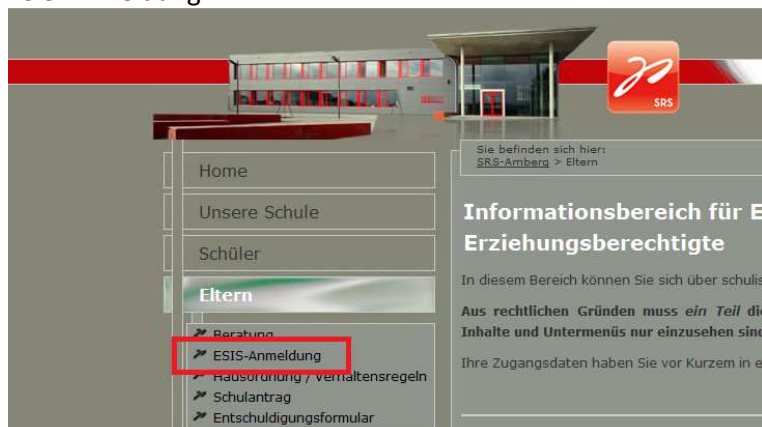 SRS
Sie befinden sich hier:
SRS-Amberg > Eltern
Home
Unsere Schule
Schüler
Eltern
Beratung
ESIS-Anmeldung
Hausordnung / Verhaltensregeln
Schulantrag
Entschuldigungsformular
Informationsbereich für E
Erziehungsberechtigte
In diesem Bereich können Sie sich über schulis
Aus rechtlichen Gründen muss ein Teil di
Inhalte und Untermenüs nur einzusehen sind
Ihre Zugangsdaten haben Sie vor Kurzem in e